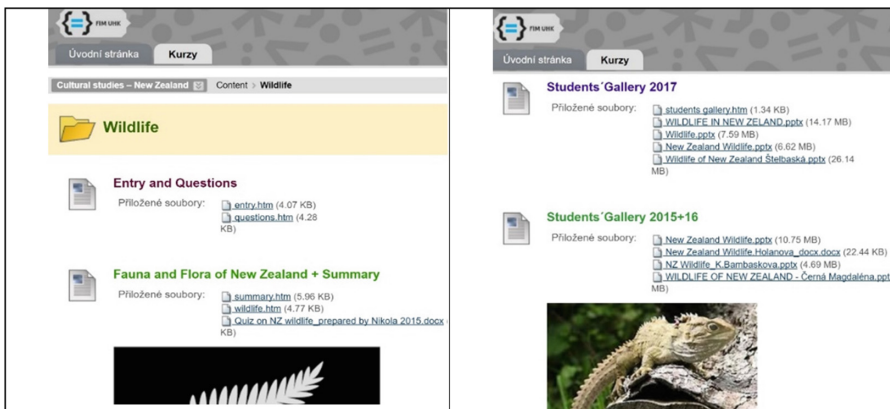 FIM UHK
Úvodní stránka
Kurzy
Cultural studies – New Zealand
Content > Wildlife
Wildlife
Entry and Questions
Přiložené soubory:
entry.htm (4.07 KB)
questions.htm (4.28
KB)
Fauna and Flora of New Zealand + Summary
Přiložené soubory:
summary.htm (5.96 KB)
wildlife.htm (4.77 KB)
Quiz on NZ wildlife_prepared by Nikola 2015.docx
KB)
FIM UHK
Úvodní stránka
Kurzy
Students´Gallery 2017
Přiložené soubory:
students gallery.htm (1.34 KB)
WILDLIFE IN NEW ZELAND.pptx (14.17 MB)
Wildlife.pptx (7.59 MB)
New Zealand Wildlife.pptx (6.62 MB)
Wildlife of New Zealand Štelbaská.pptx (26.14
MB)
Students´Gallery 2015+16
Přiložené soubory:
New Zealand Wildlife.pptx (10.75 MB)
New Zealand Wildlife.Holanova_docx.docx (22.44 KB)
NZ Wildlife_K.Bambaskova.pptx (4.69 MB)
WILDLIFE OF NEW ZEALAND - Černá Magdaléna.ppt
MB)